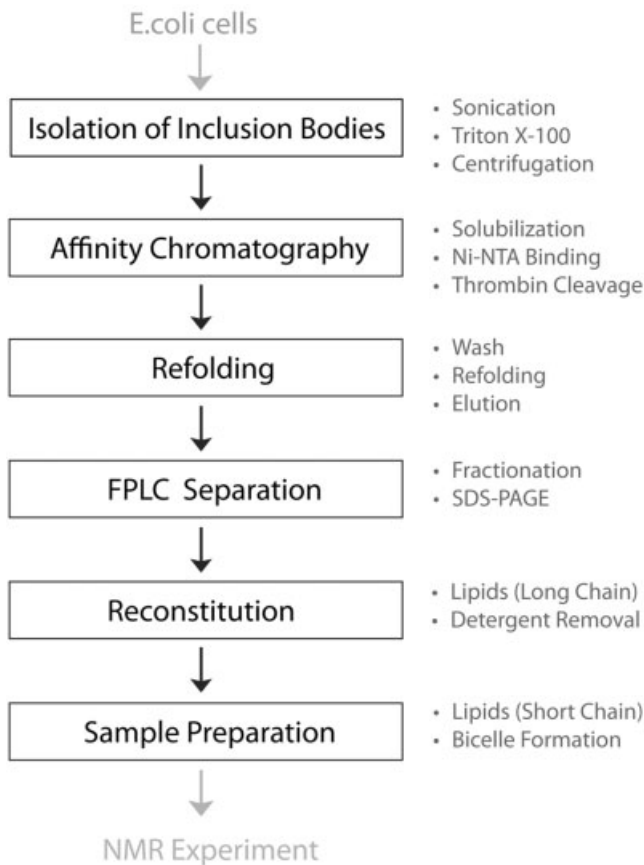 E.coli cells
Isolation of Inclusion Bodies
• Sonication
• Triton X-100
• Centrifugation
Affinity Chromatography
• Solubilization
• Ni-NTA Binding
• Thrombin Cleavage
Refolding
• Wash
• Refolding
• Elution
FPLC Separation
• Fractionation
• SDS-PAGE
Reconstitution
• Lipids (Long Chain)
• Detergent Removal
Sample Preparation
• Lipids (Short Chain)
• Bicelle Formation
NMR Experiment